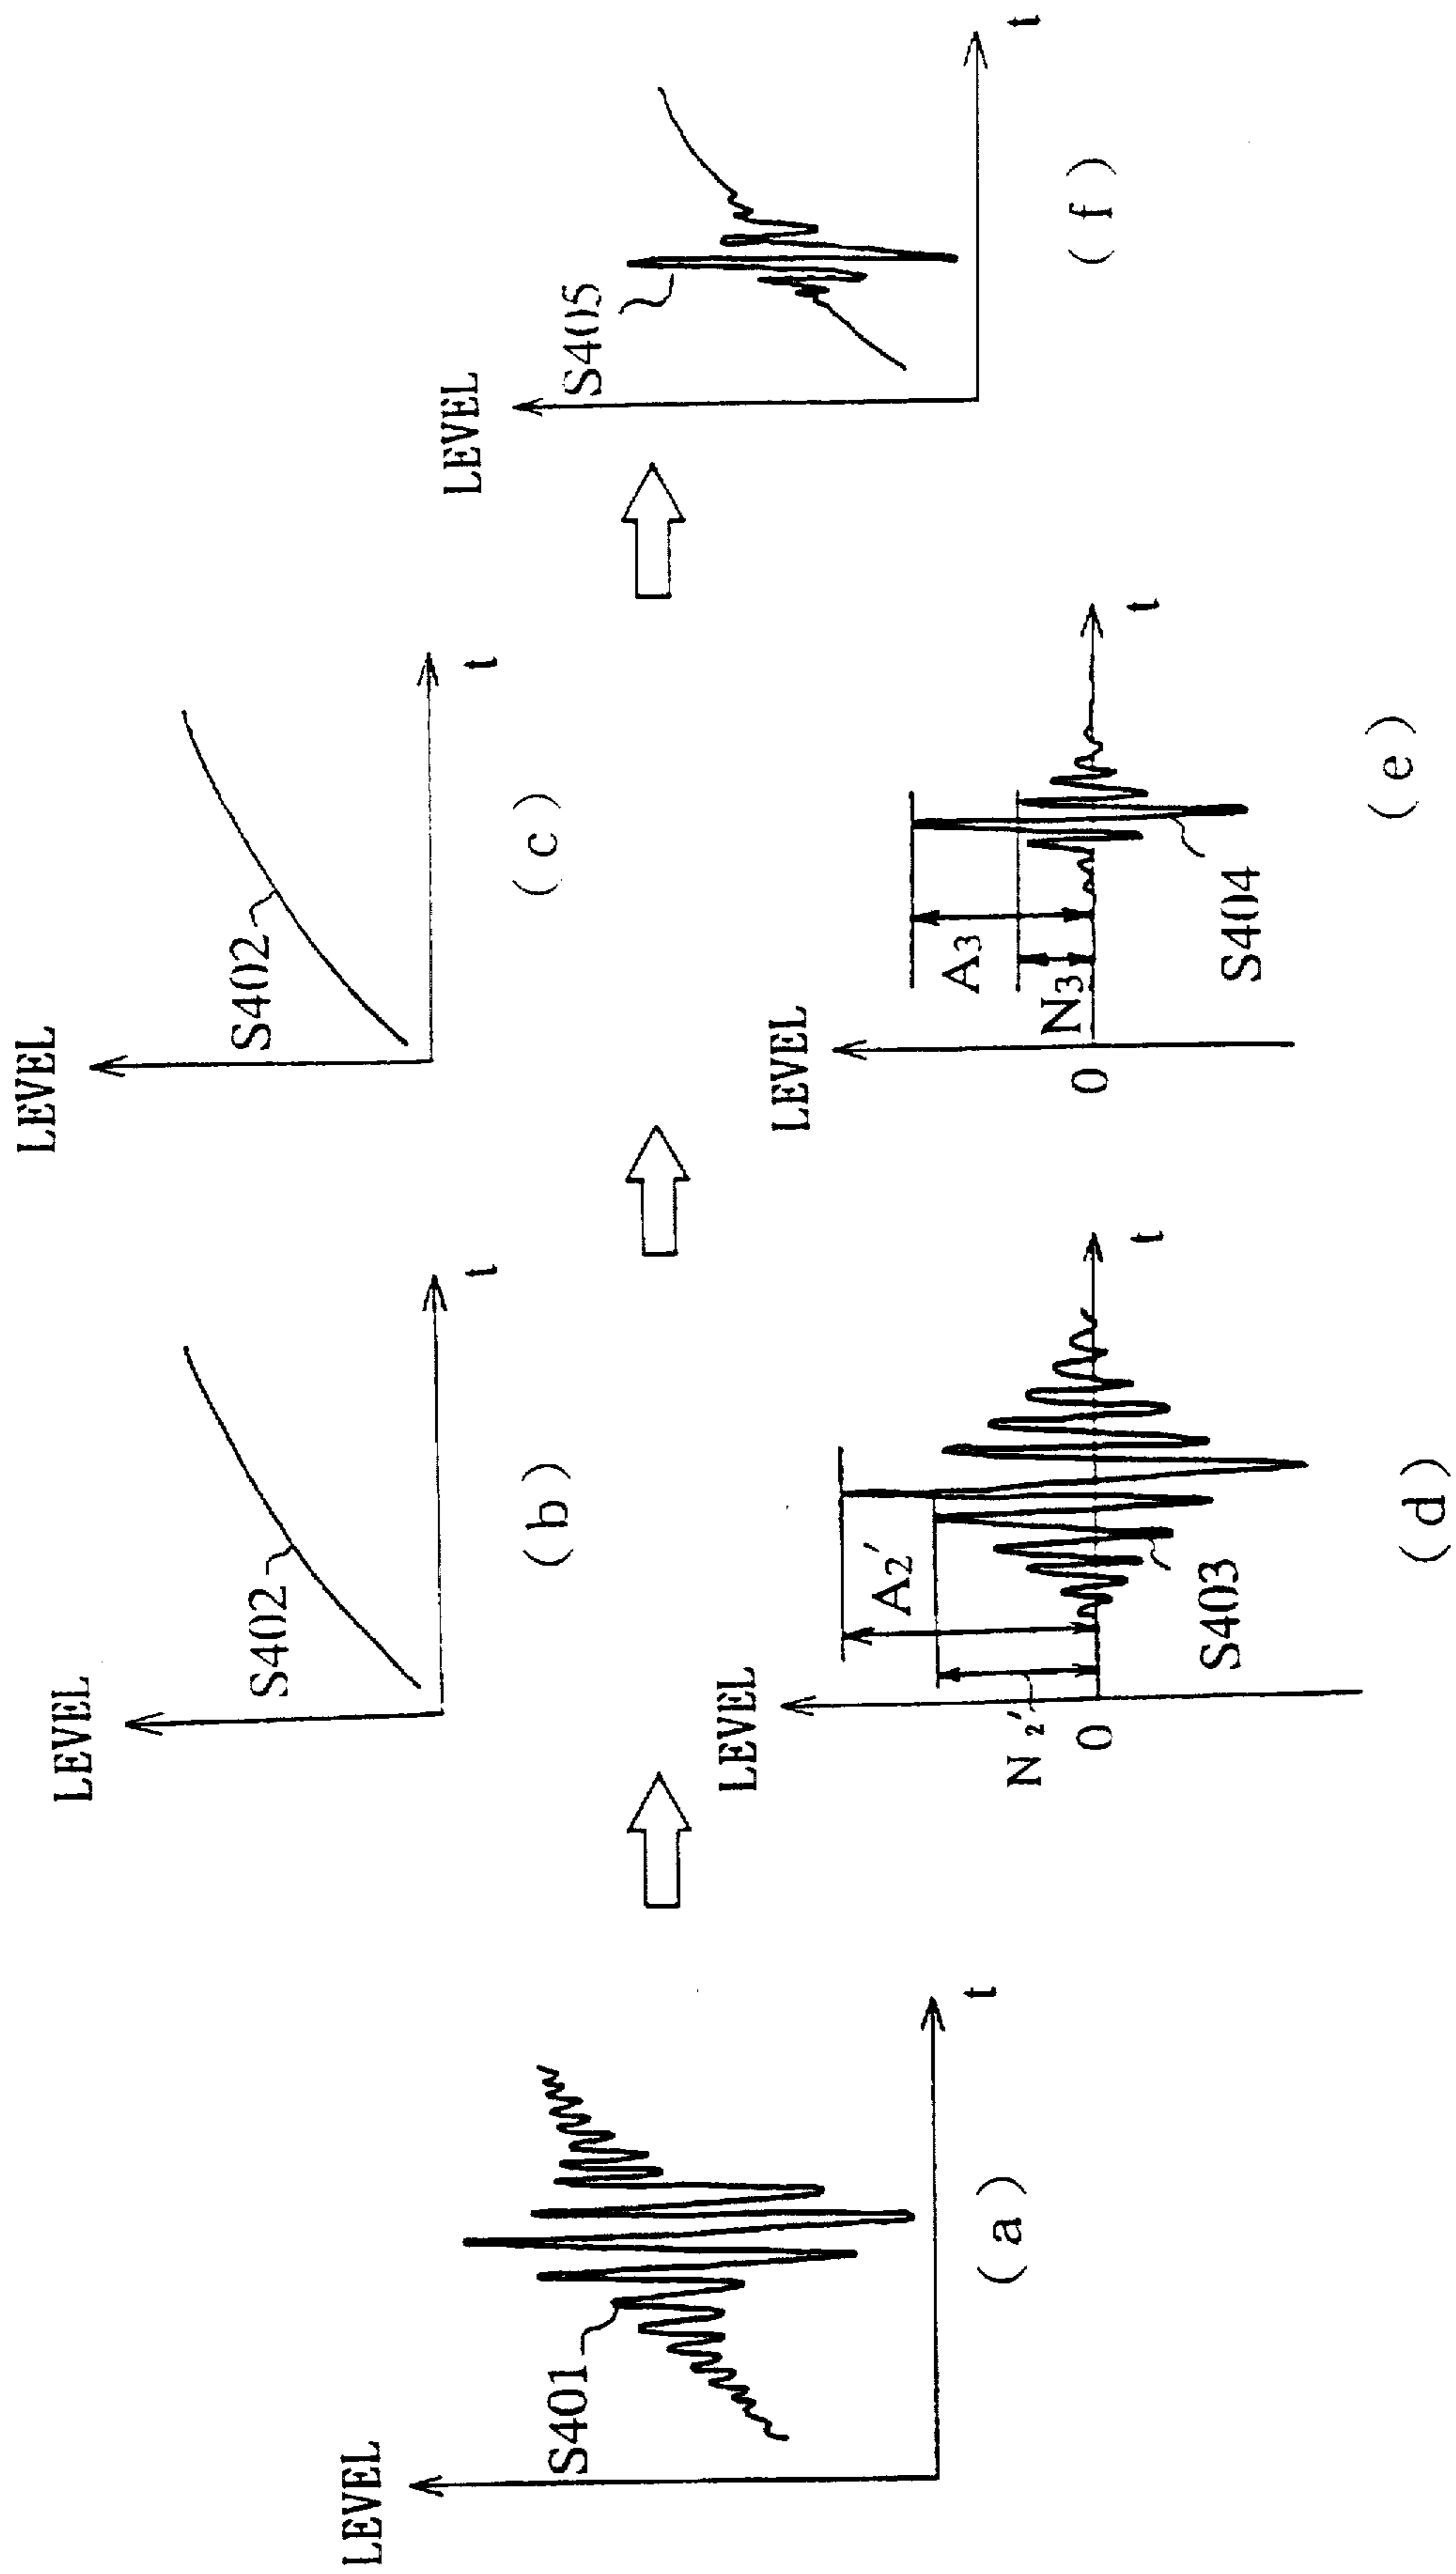 LEVEL
S401
t
( a )
LEVEL
S402
t
( b )
LEVEL
A2′
N2′
0
S403
t
( d )
LEVEL
S402
t
( c )
LEVEL
A3
N3
0
S404
t
( e )
LEVEL
S405
t
( f )